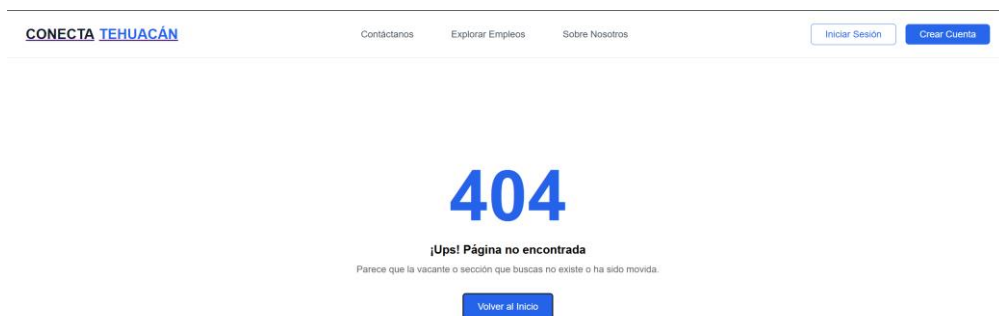 CONECTA TEHUACÁN
Contáctanos Explorar Empleos Sobre Nosotros
Iniciar Sesión Crear Cuenta
404
¡Ups! Página no encontrada
Parece que la vacante o sección que buscas no existe o ha sido movida.
Volver al Inicio